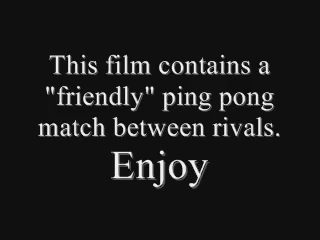 This film contains a
"friendly" ping pong
match between rivals.
Enjoy